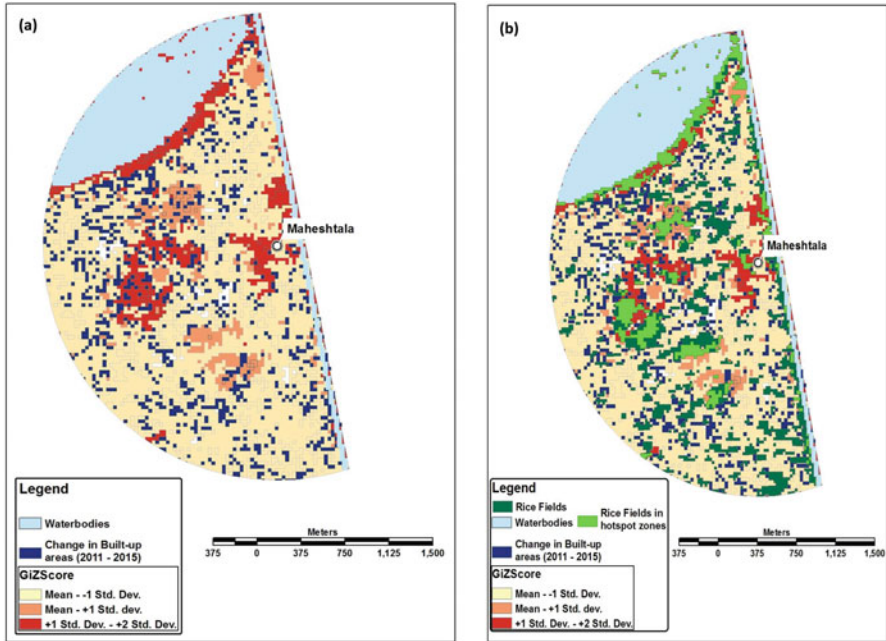 (a)
Maheshtala
Legend
Waterbodies
Change in Built-up
areas (2011 - 2015)
GiZScore
Mean - -1 Std. Dev.
Mean - +1 Std. dev.
+1 Std. Dev. - +2 Std. Dev.
Meters
375 0 375 750 1,125 1,500
(b)
Maheshtala
Legend
Rice Fields
Waterbodies
Rice Fields in
hotspot zones
Change in Built-up
areas (2011 - 2015)
GiZScore
Mean - -1 Std. Dev.
Mean - +1 Std. dev.
+1 Std. Dev. - +2 Std. Dev.
Meters
375 0 375 750 1,125 1,500